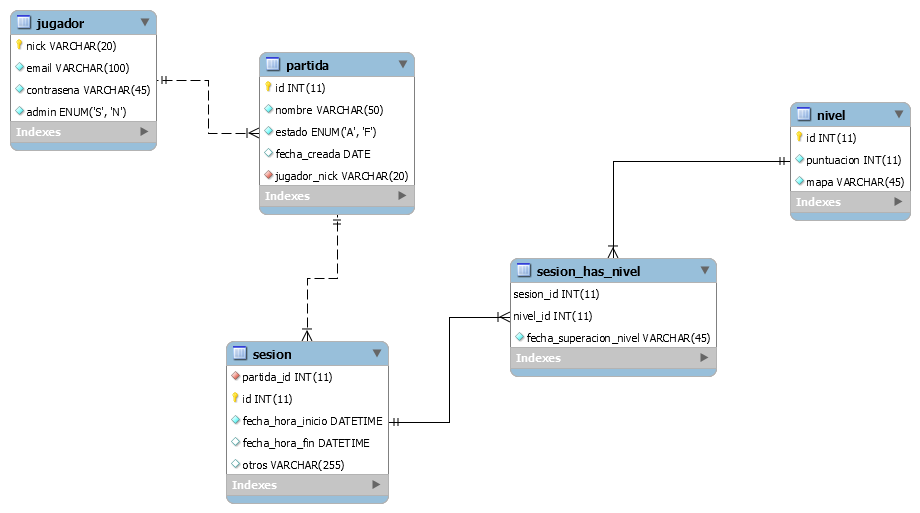 jugador
nick VARCHAR(20)
email VARCHAR(100)
contrasena VARCHAR(45)
admin ENUM('S', 'N')
Indexes
partida
id INT(11)
nombre VARCHAR(50)
estado ENUM('A', 'F')
fecha_creada DATE
jugador_nick VARCHAR(20)
Indexes
nivel
id INT(11)
puntuacion INT(11)
mapa VARCHAR(45)
Indexes
sesion_has_nivel
sesion_id INT(11)
nivel_id INT(11)
fecha_superacion_nivel VARCHAR(45)
Indexes
sesion
partida_id INT(11)
id INT(11)
fecha_hora_inicio DATETIME
fecha_hora_fin DATETIME
otros VARCHAR(255)
Indexes